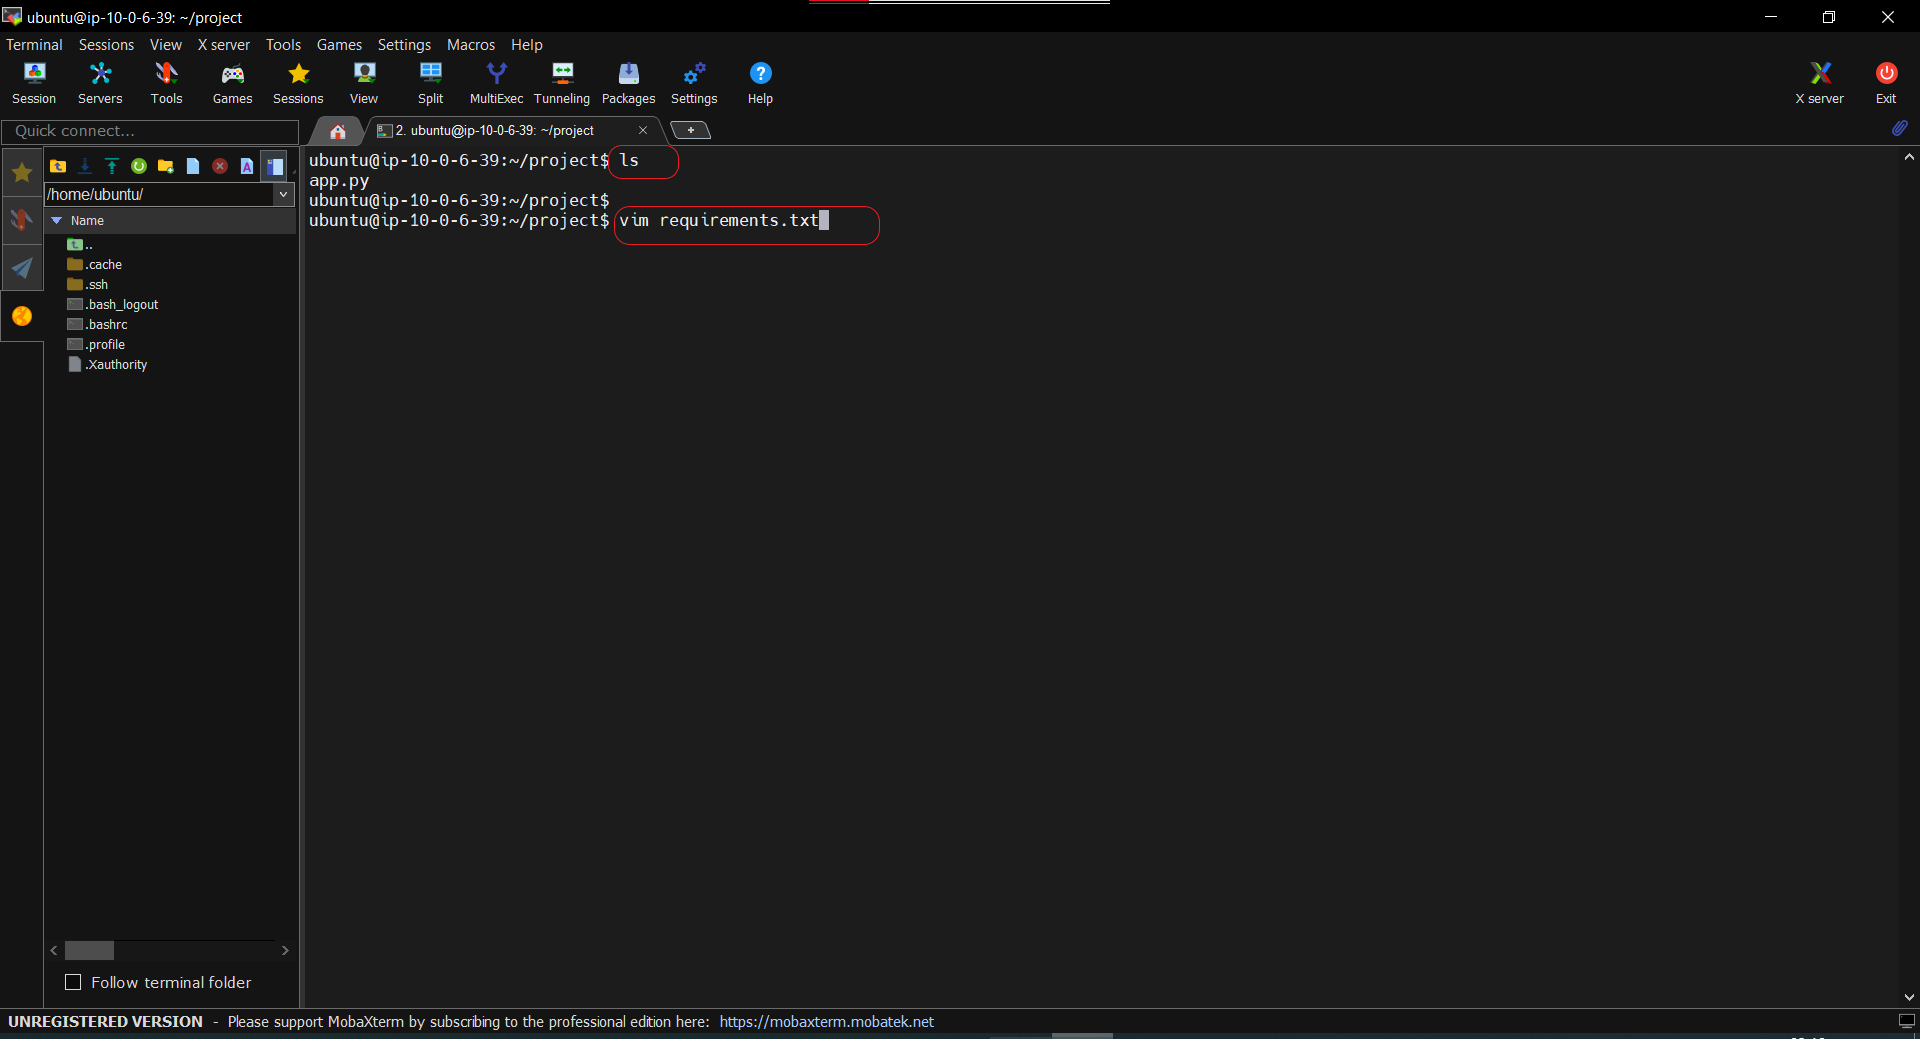 ubuntu@ip-10-0-6-39: ~/project
Terminal Sessions View X server Tools Games Settings Macros Help
Session Servers Tools Games Sessions View Split MultiExec Tunneling Packages Settings Help X server Exit
Quick connect...
2. ubuntu@ip-10-0-6-39: ~/project
/home/ubuntu/
Name
..
.cache
.ssh
.bash_logout
.bashrc
.profile
.Xauthority
Follow terminal folder
ubuntu@ip-10-0-6-39:~/project$ ls
app.py
ubuntu@ip-10-0-6-39:~/project$
ubuntu@ip-10-0-6-39:~/project$ vim requirements.txt
UNREGISTERED VERSION - Please support MobaXterm by subscribing to the professional edition here: https://mobaxterm.mobatek.net